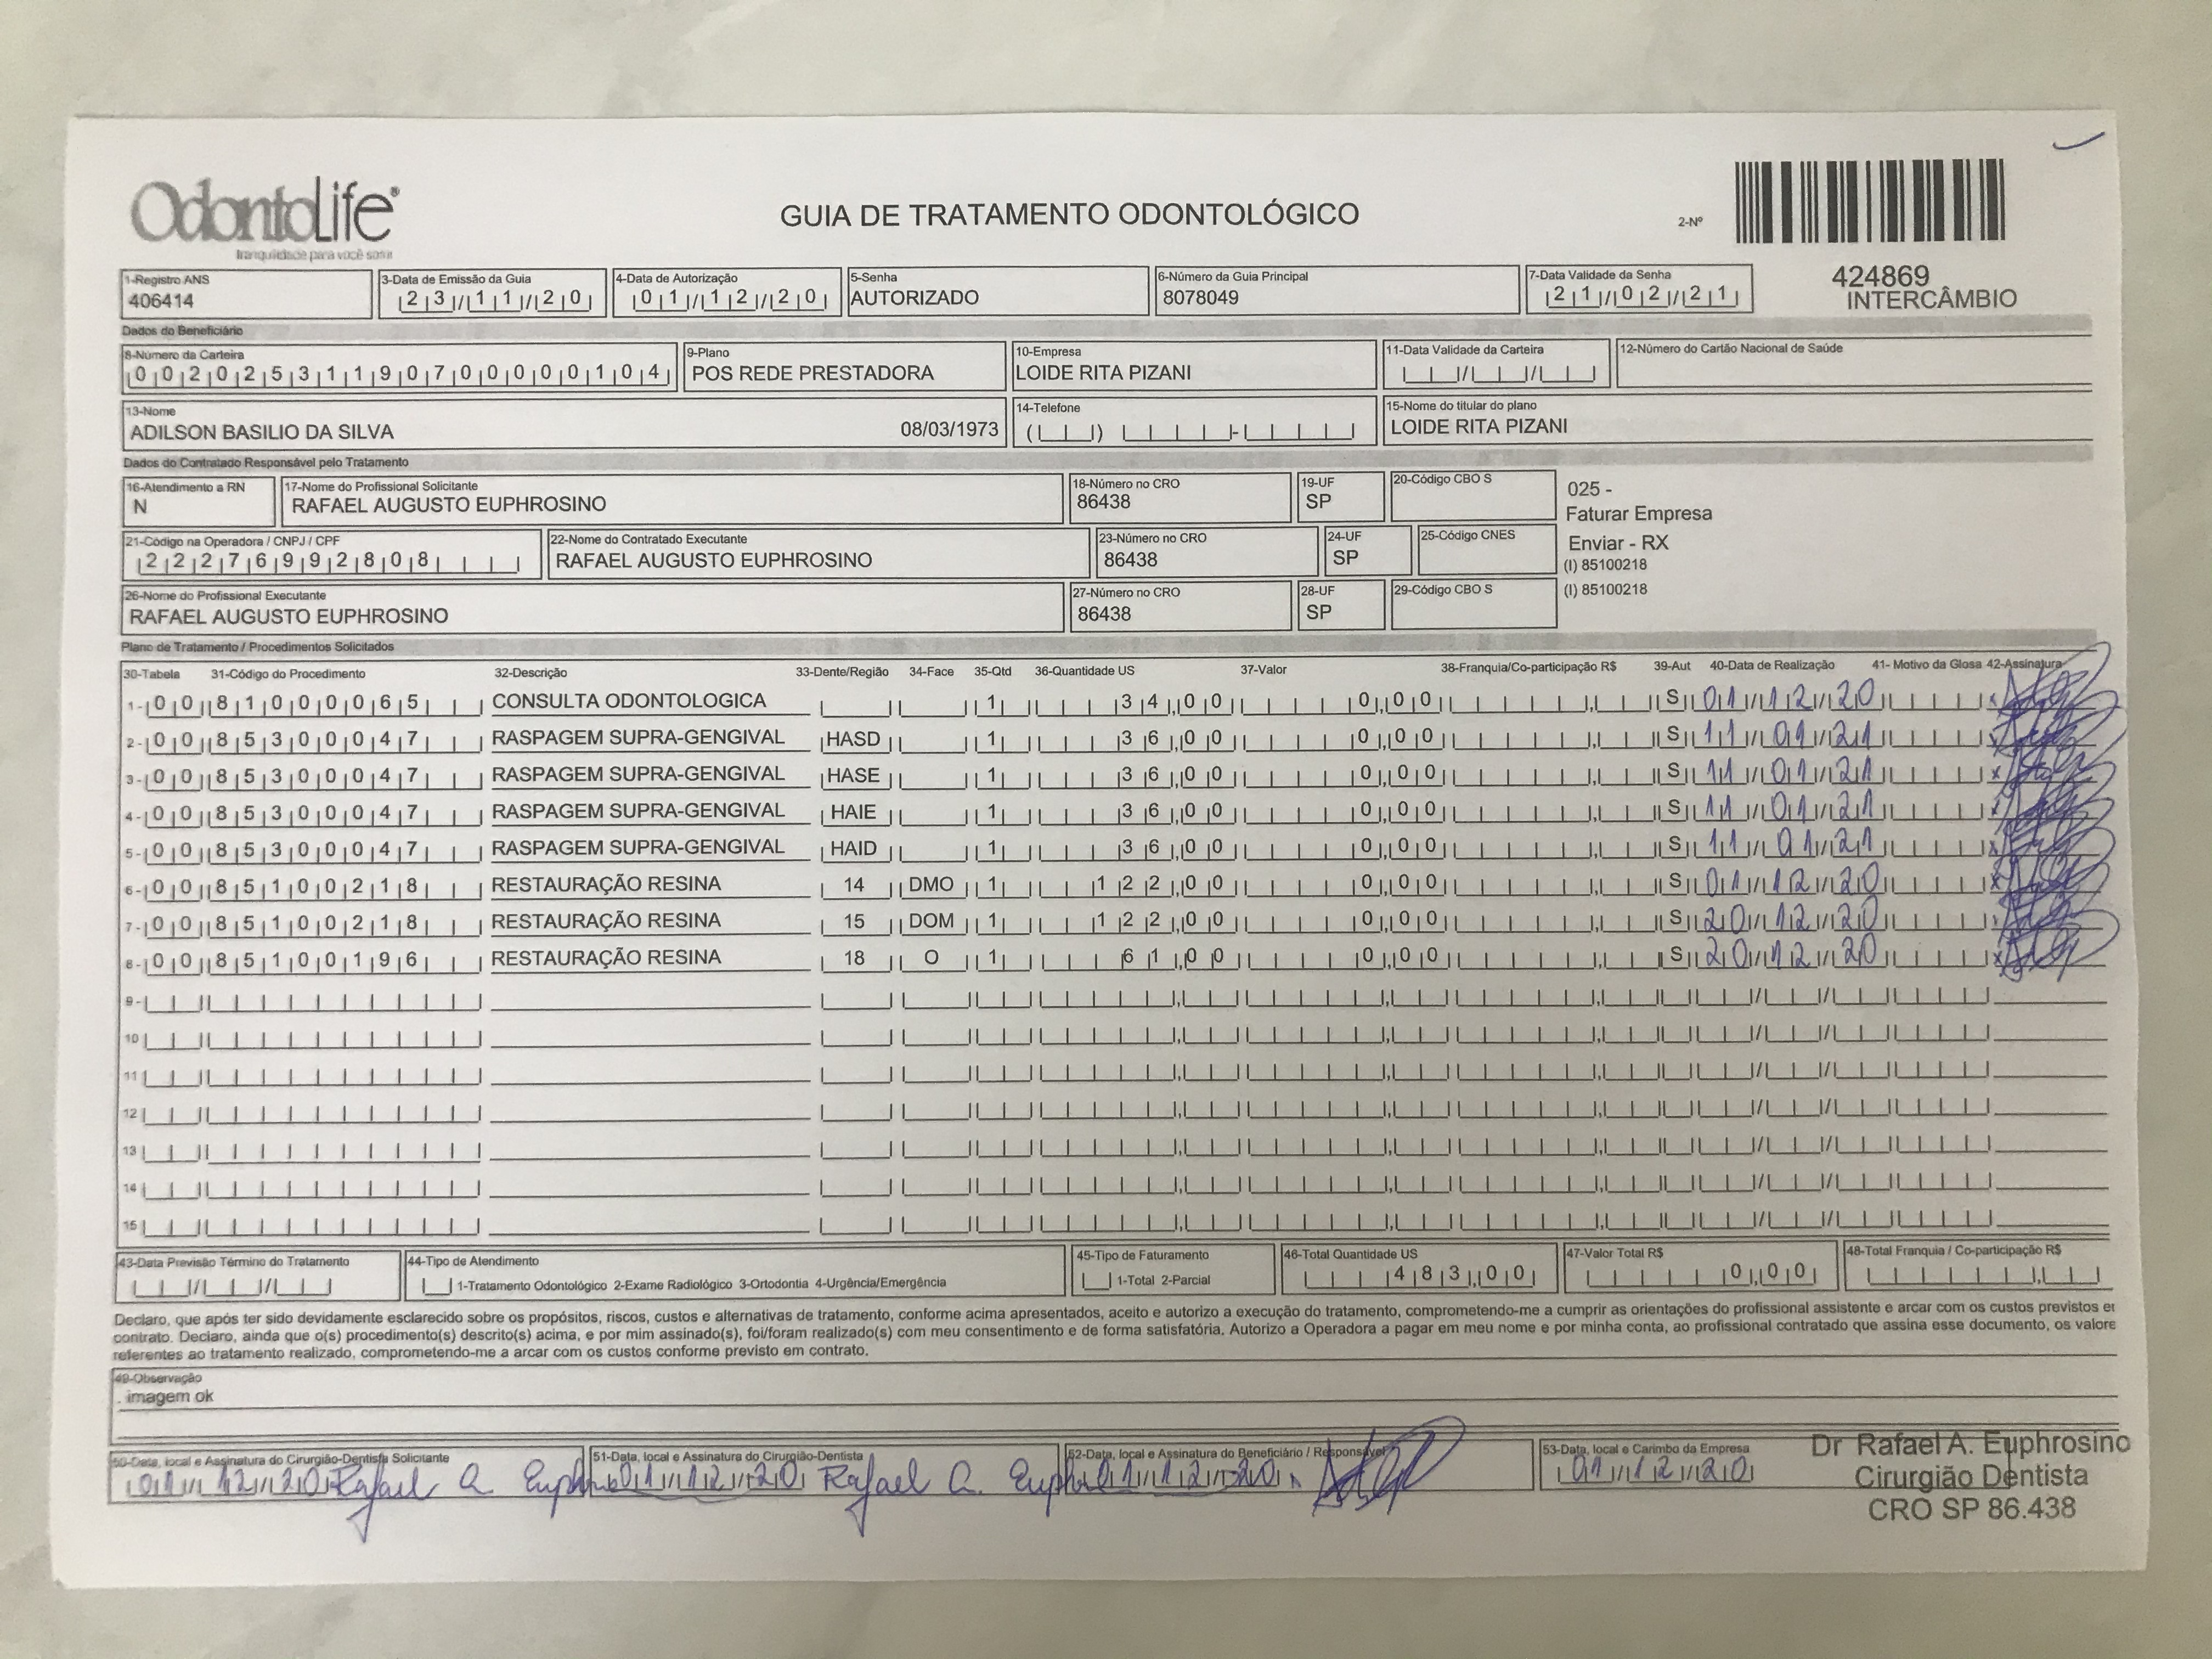 OdontoLife®
tranquilidade para você sorrir
GUIA DE TRATAMENTO ODONTOLÓGICO
2-Nº
424869
INTERCÂMBIO
1-Registro ANS
406414
3-Data de Emissão da Guia
23/11/20
4-Data de Autorização
01/12/20
5-Senha
AUTORIZADO
6-Número da Guia Principal
8078049
7-Data Validade da Senha
21/02/21
Dados do Beneficiário
8-Número da Carteira
00202531190700000104
9-Plano
POS REDE PRESTADORA
10-Empresa
LOIDE RITA PIZANI
11-Data Validade da Carteira
12-Número do Cartão Nacional de Saúde
13-Nome
ADILSON BASILIO DA SILVA 08/03/1973
14-Telefone
15-Nome do titular do plano
LOIDE RITA PIZANI
Dados do Contratado Responsável pelo Tratamento
16-Atendimento a RN
N
17-Nome do Profissional Solicitante
RAFAEL AUGUSTO EUPHROSINO
18-Número no CRO
86438
19-UF
SP
20-Código CBO S
025 -
Faturar Empresa
Enviar - RX
(I) 85100218
(I) 85100218
21-Código na Operadora / CNPJ / CPF
22276992808
22-Nome do Contratado Executante
RAFAEL AUGUSTO EUPHROSINO
23-Número no CRO
86438
24-UF
SP
25-Código CNES
26-Nome do Profissional Executante
RAFAEL AUGUSTO EUPHROSINO
27-Número no CRO
86438
28-UF
SP
29-Código CBO S
Plano de Tratamento / Procedimentos Solicitados
30-Tabela 31-Código do Procedimento 32-Descrição 33-Dente/Região 34-Face 35-Qtd 36-Quantidade US 37-Valor 38-Franquia/Co-participação R$ 39-Aut 40-Data de Realização 41- Motivo da Glosa 42-Assinatura
1- 00 81000065 CONSULTA ODONTOLOGICA 1 34,00 0,00 S 01/12/20
2- 00 85300047 RASPAGEM SUPRA-GENGIVAL HASD 1 36,00 0,00 S 11/01/21
3- 00 85300047 RASPAGEM SUPRA-GENGIVAL HASE 1 36,00 0,00 S 11/01/21
4- 00 85300047 RASPAGEM SUPRA-GENGIVAL HAIE 1 36,00 0,00 S 11/01/21
5- 00 85300047 RASPAGEM SUPRA-GENGIVAL HAID 1 36,00 0,00 S 11/01/21
6- 00 85100218 RESTAURAÇÃO RESINA 14 DMO 1 122,00 0,00 S 01/12/20
7- 00 85100218 RESTAURAÇÃO RESINA 15 DOM 1 122,00 0,00 S 20/12/20
8- 00 85100196 RESTAURAÇÃO RESINA 18 O 1 61,00 0,00 S 20/12/20
9-
10
11
12
13
14
15
43-Data Previsão Término do Tratamento
44-Tipo de Atendimento
1-Tratamento Odontológico 2-Exame Radiológico 3-Ortodontia 4-Urgência/Emergência
45-Tipo de Faturamento
1-Total 2-Parcial
46-Total Quantidade US
483,00
47-Valor Total R$
0,00
48-Total Franquia / Co-participação R$
Declaro, que após ter sido devidamente esclarecido sobre os propósitos, riscos, custos e alternativas de tratamento, conforme acima apresentados, aceito e autorizo a execução do tratamento, comprometendo-me a cumprir as orientações do profissional assistente e arcar com os custos previstos e
contrato. Declaro, ainda que o(s) procedimento(s) descrito(s) acima, e por mim assinado(s), foi/foram realizado(s) com meu consentimento e de forma satisfatória. Autorizo a Operadora a pagar em meu nome e por minha conta, ao profissional contratado que assina esse documento, os valore
referentes ao tratamento realizado, comprometendo-me a arcar com os custos conforme previsto em contrato.
49-Observação
. imagem ok
50-Data, local e Assinatura do Cirurgião-Dentista Solicitante
01/12/20 Rafael A.
51-Data, local e Assinatura do Cirurgião-Dentista
01/12/20 Rafael A.
52-Data, local e Assinatura do Beneficiário / Responsável
01/12/20
53-Data, local e Carimbo da Empresa
01/12/20
Dr Rafael A. Euphrosino
Cirurgião Dentista
CRO SP 86.438